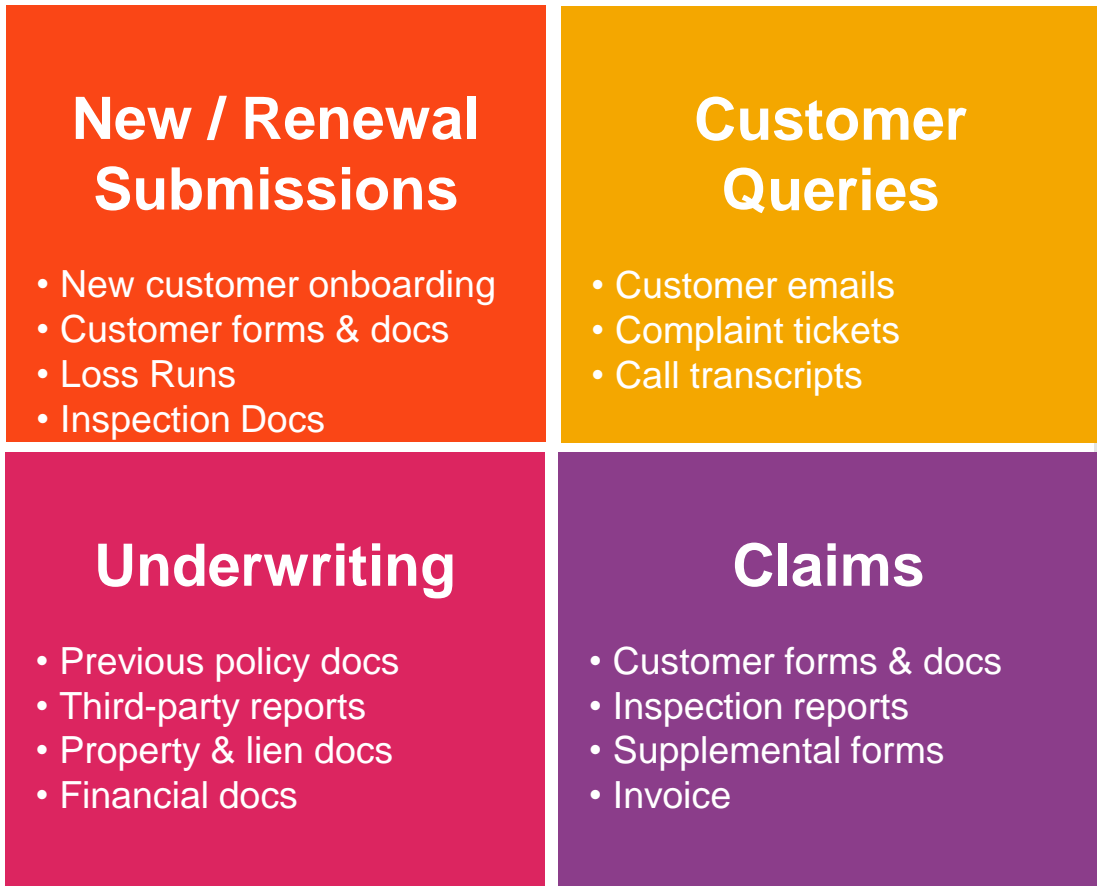 New / Renewal
Submissions
• New customer onboarding
• Customer forms & docs
• Loss Runs
• Inspection Docs
Customer
Queries
• Customer emails
• Complaint tickets
• Call transcripts
Underwriting
• Previous policy docs
• Third-party reports
• Property & lien docs
• Financial docs
Claims
• Customer forms & docs
• Inspection reports
• Supplemental forms
• Invoice